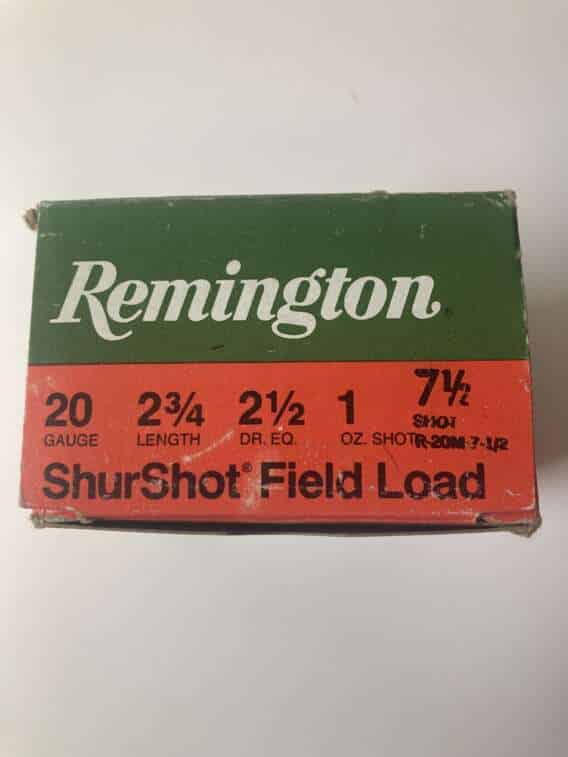 Remington®
20 2¾ 2½ 1 7½
GAUGE LENGTH DR. EQ. OZ. SHOT SHOT
R-20M 7-1/2
ShurShot® Field Load